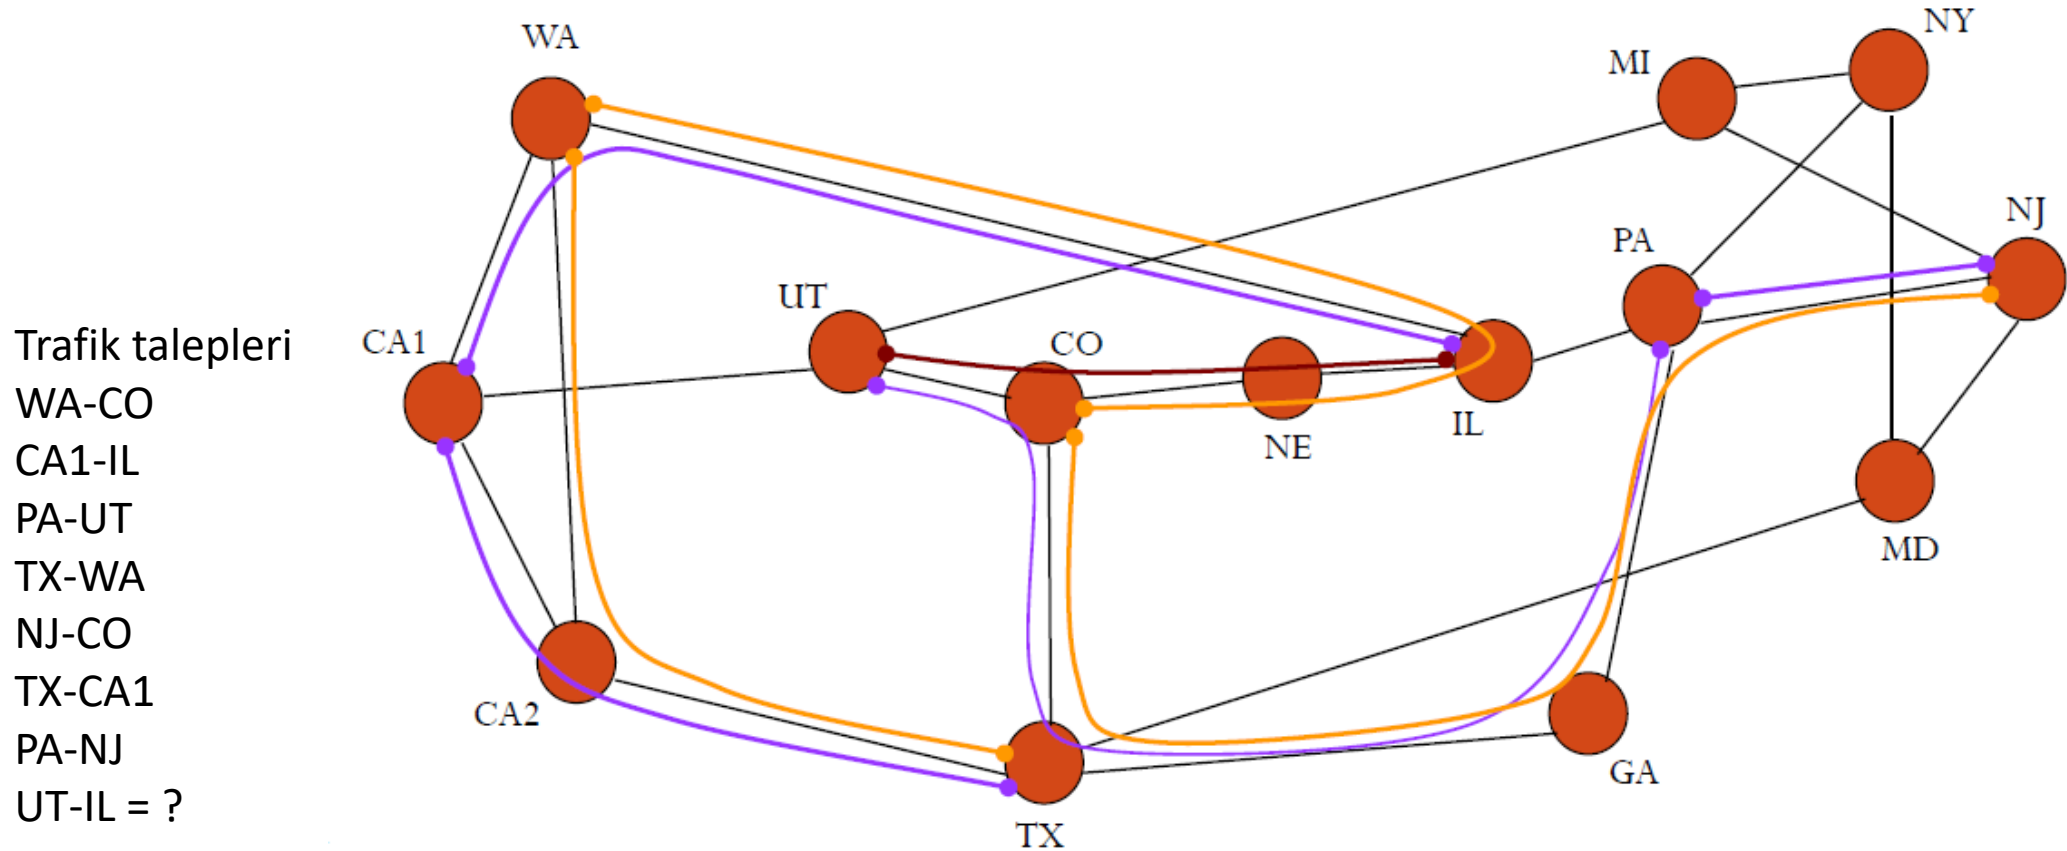 Trafik talepleri
WA-CO
CA1-IL
PA-UT
TX-WA
NJ-CO
TX-CA1
PA-NJ
UT-IL = ?
WA
NY
MI
NJ
PA
UT
CA1
CO
IL
NE
MD
CA2
GA
TX